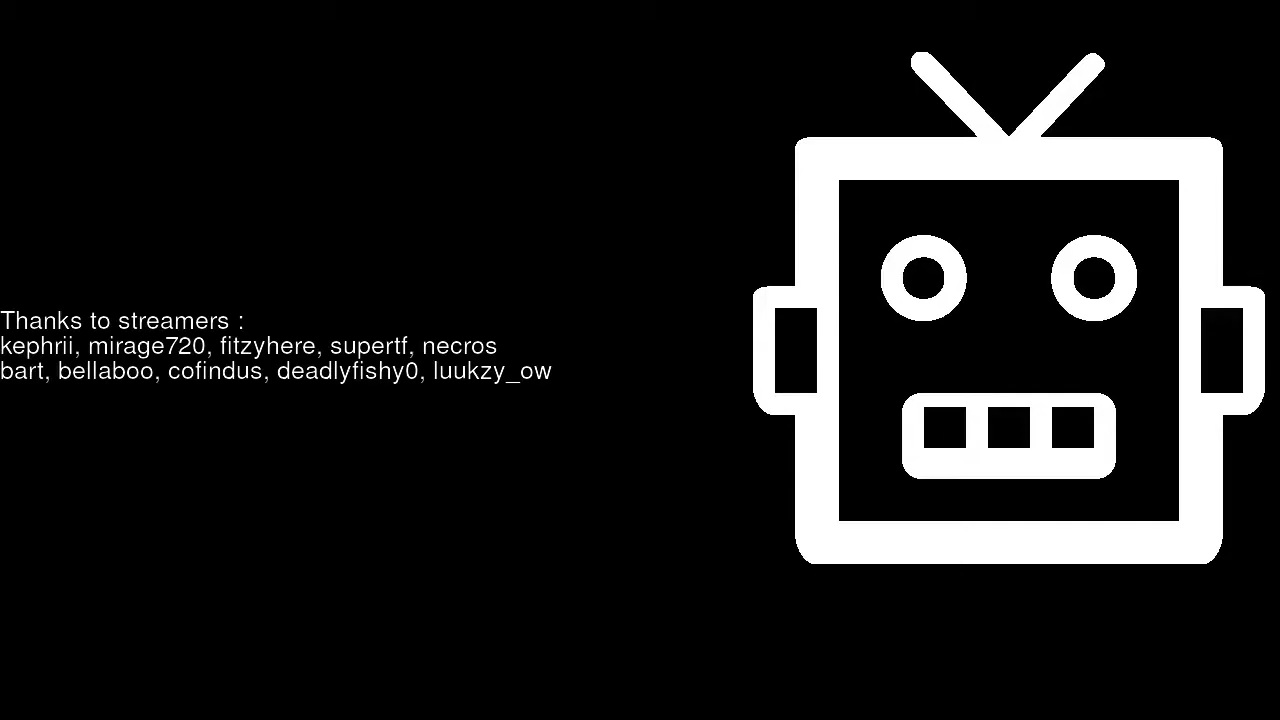 Thanks to streamers :
kephrii, mirage720, fitzyhere, supertf, necros
bart, bellaboo, cofindus, deadlyfishy0, luukzy_ow